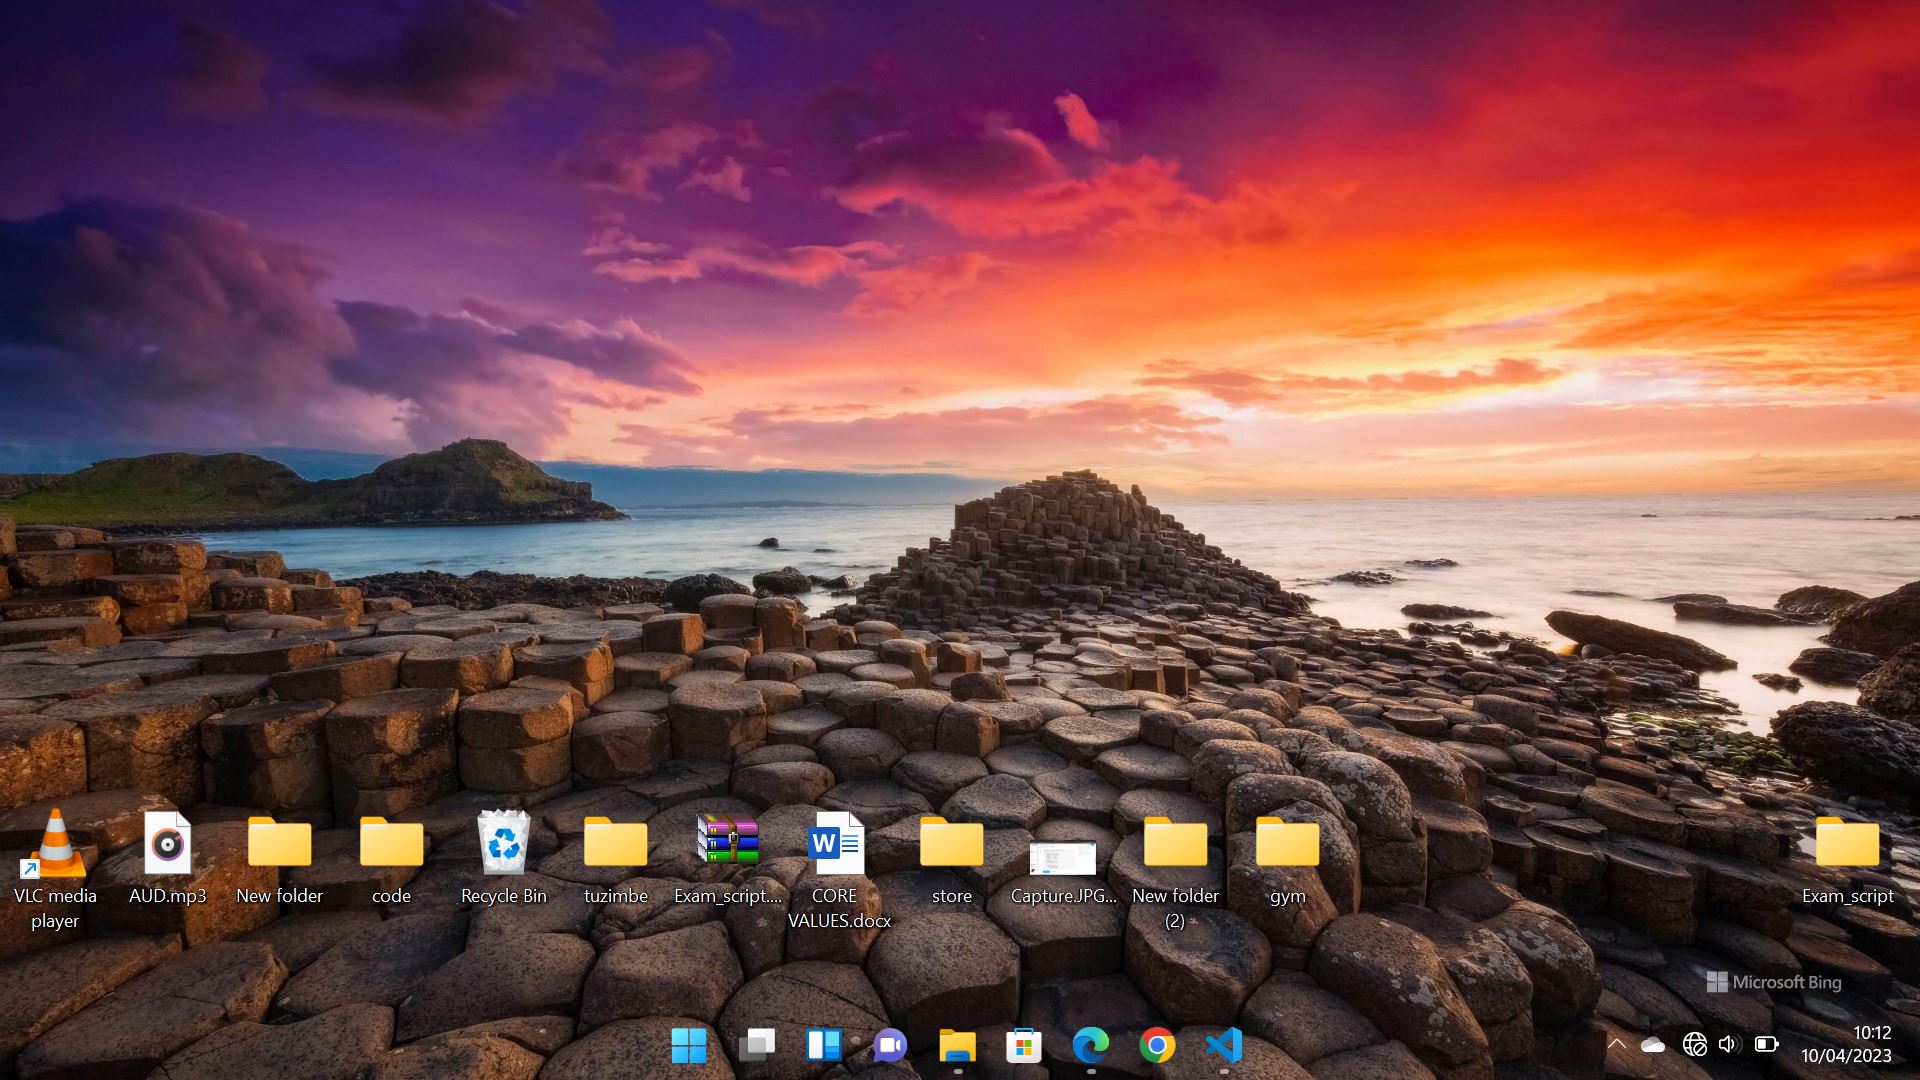 VLC media
player
AUD.mp3
New folder
code
Recycle Bin
tuzimbe
Exam_script....
W
CORE
VALUES.docx
store
Capture.JPG...
New folder
(2)
gym
Exam_script
Microsoft Bing
10:12
10/04/2023